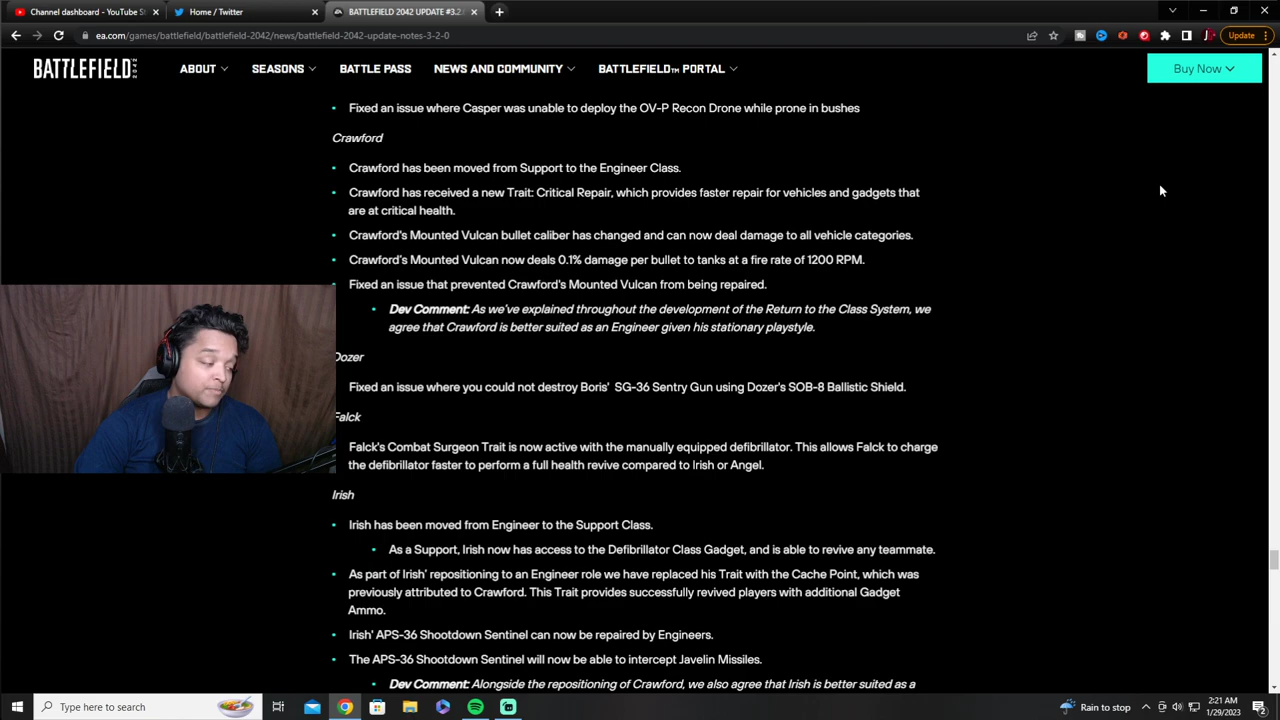 Channel dashboard - YouTube S
Home / Twitter
BATTLEFIELD 2042 UPDATE #3.2.
ea.com/games/battlefield/battlefield-2042/news/battlefield-2042-update-notes-3-2-0
Update
BATTLEFIELD 2042
ABOUT
SEASONS
BATTLE PASS
NEWS AND COMMUNITY
BATTLEFIELD™ PORTAL
Buy Now
• Fixed an issue where Casper was unable to deploy the OV-P Recon Drone while prone in bushes
Crawford
• Crawford has been moved from Support to the Engineer Class.
• Crawford has received a new Trait: Critical Repair, which provides faster repair for vehicles and gadgets that
are at critical health.
• Crawford's Mounted Vulcan bullet caliber has changed and can now deal damage to all vehicle categories.
• Crawford's Mounted Vulcan now deals 0.1% damage per bullet to tanks at a fire rate of 1200 RPM.
• Fixed an issue that prevented Crawford's Mounted Vulcan from being repaired.
• Dev Comment: As we've explained throughout the development of the Return to the Class System, we
agree that Crawford is better suited as an Engineer given his stationary playstyle.
Dozer
Fixed an issue where you could not destroy Boris' SG-36 Sentry Gun using Dozer's SOB-8 Ballistic Shield.
Falck
Falck's Combat Surgeon Trait is now active with the manually equipped defibrillator. This allows Falck to charge
the defibrillator faster to perform a full health revive compared to Irish or Angel.
Irish
• Irish has been moved from Engineer to the Support Class.
• As a Support, Irish now has access to the Defibrillator Class Gadget, and is able to revive any teammate.
• As part of Irish' repositioning to an Engineer role we have replaced his Trait with the Cache Point, which was
previously attributed to Crawford. This Trait provides successfully revived players with additional Gadget
Ammo.
• Irish' APS-36 Shootdown Sentinel can now be repaired by Engineers.
• The APS-36 Shootdown Sentinel will now be able to intercept Javelin Missiles.
• Dev Comment: Alongside the repositioning of Crawford, we also agree that Irish is better suited as a
Type here to search
Rain to stop
2:21 AM
1/29/2023
2